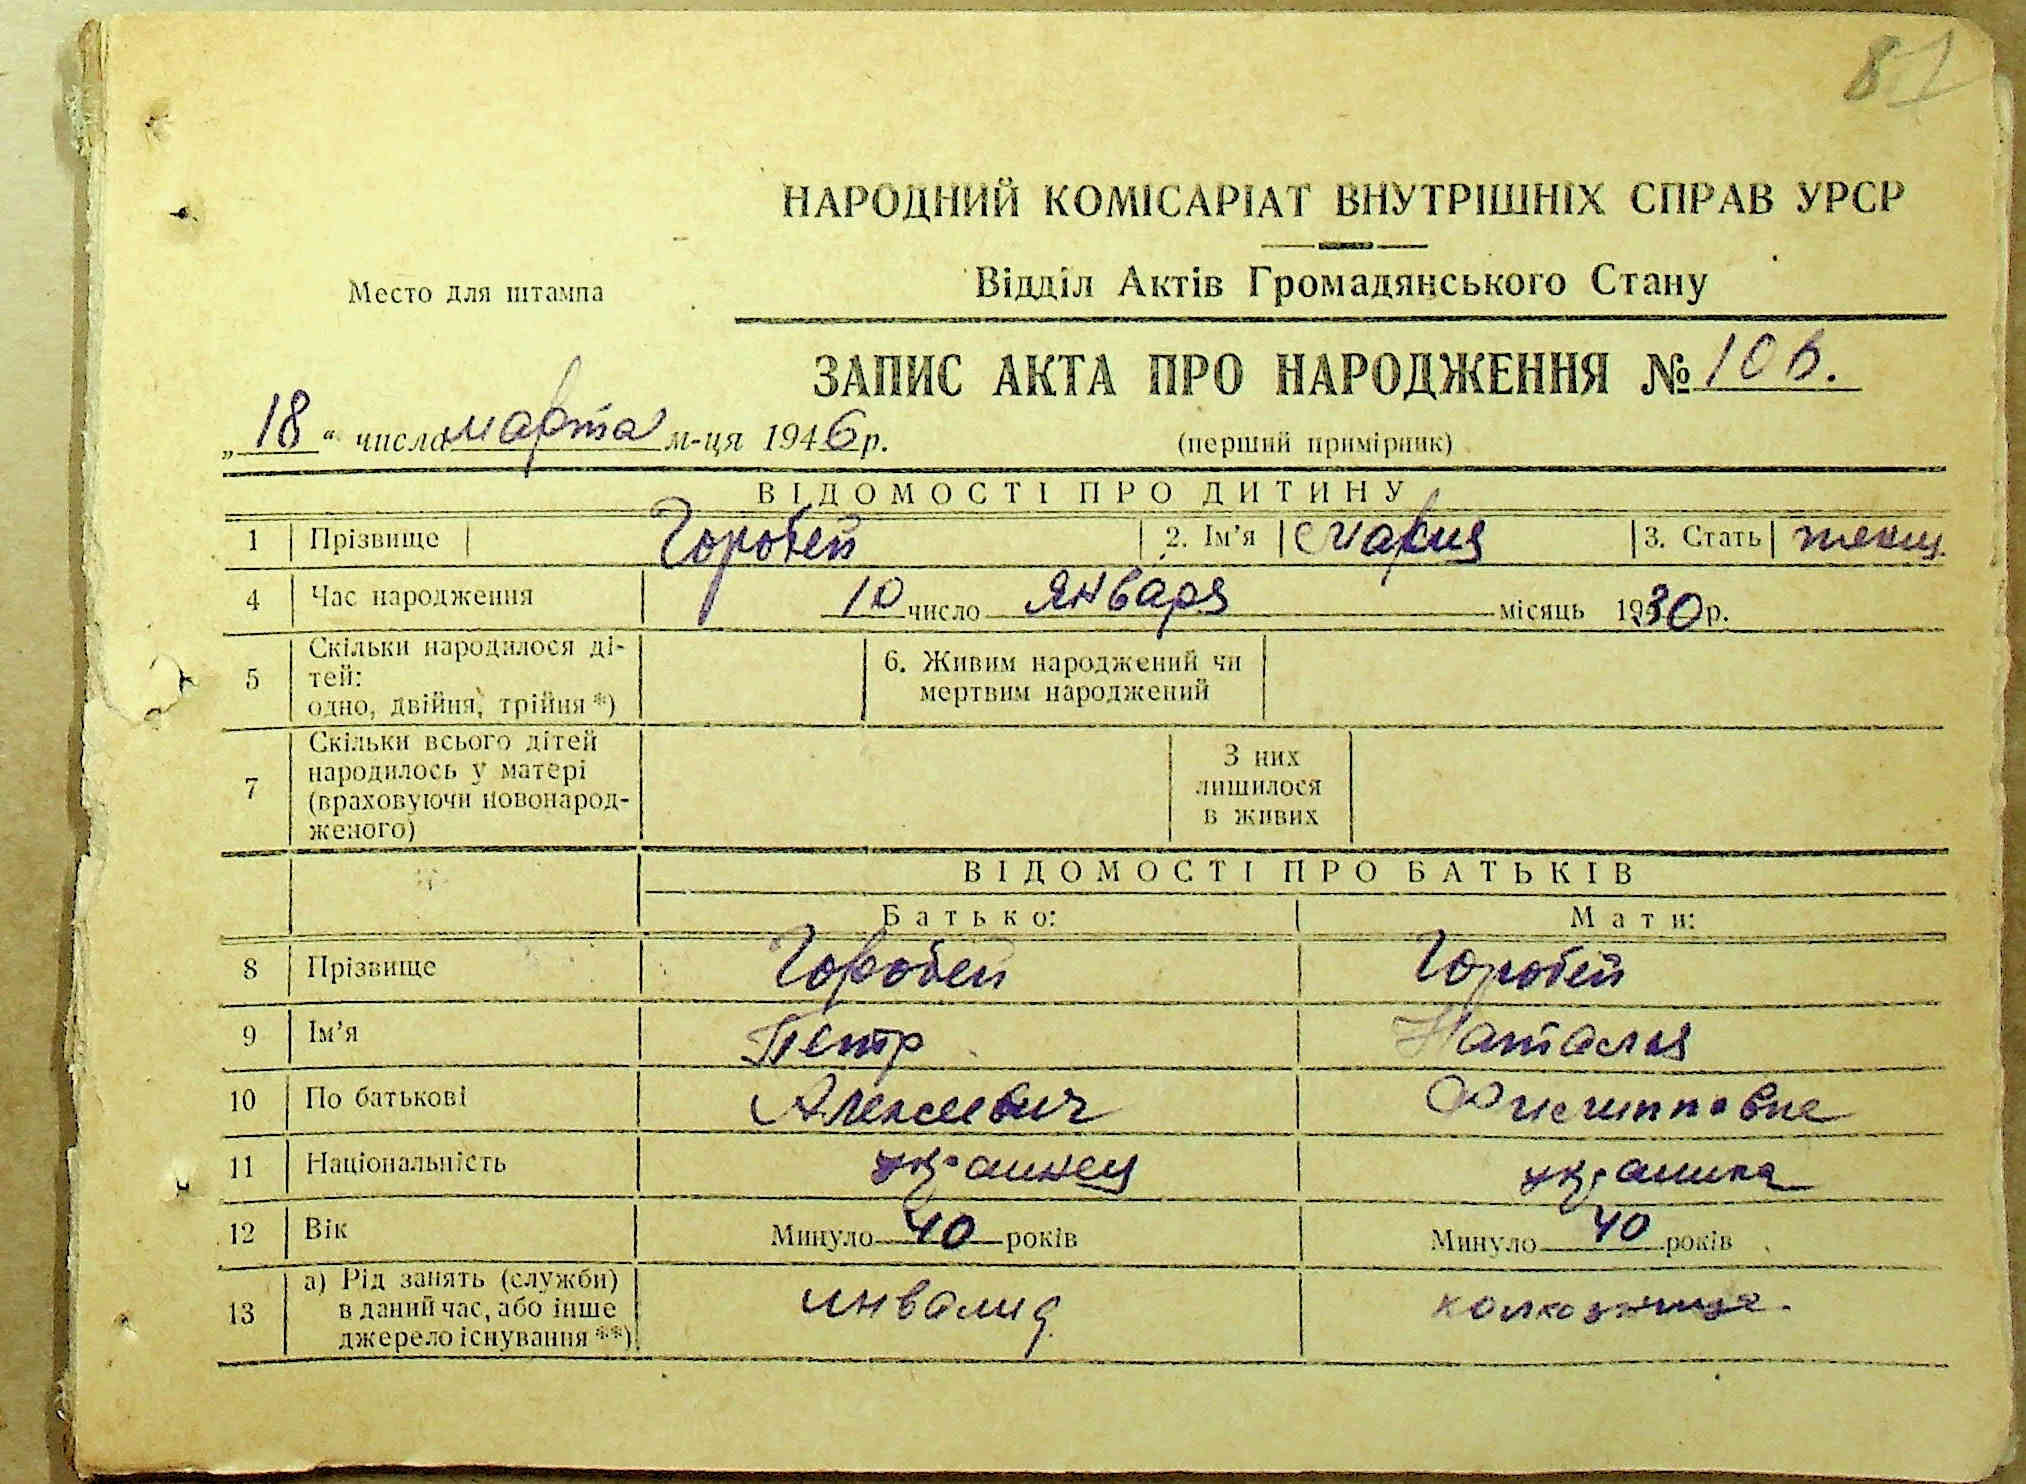 81
НАРОДНИЙ КОМІСАРІАТ ВНУТРІШНІХ СПРАВ УРСР
Відділ Актів Громадянського Стану
Место для штампа
ЗАПИС АКТА ПРО НАРОДЖЕННЯ № 106.
„18“ числа марта м-ця 1946 р.
(перший примірник)
ВІДОМОСТІ ПРО ДИТИНУ
1 Прізвище Горобей 2. Ім’я Мария 3. Стать женщ.
4 Час народження 10 число Января місяць 1930 р.
5 Скільки народилося ді-
тей:
одно, двійня, трійня *)
6. Живим народжений чи
мертвим народжений
7 Скільки всього дітей
народилось у матері
(враховуючи новонарод-
женого)
З них
лишилося
в живих
ВІДОМОСТІ ПРО БАТЬКІВ
Батько: Мати:
8 Прізвище Горобей Горобей
9 Ім’я Петр Наталия
10 По батькові Алексеевич Филипповна
11 Національність украинец украинка
12 Вік Минуло 40 років Минуло 40 років
13 а) Рід занять (служби)
в даний час, або інше
джерело існування **)
инвалид колхозница.